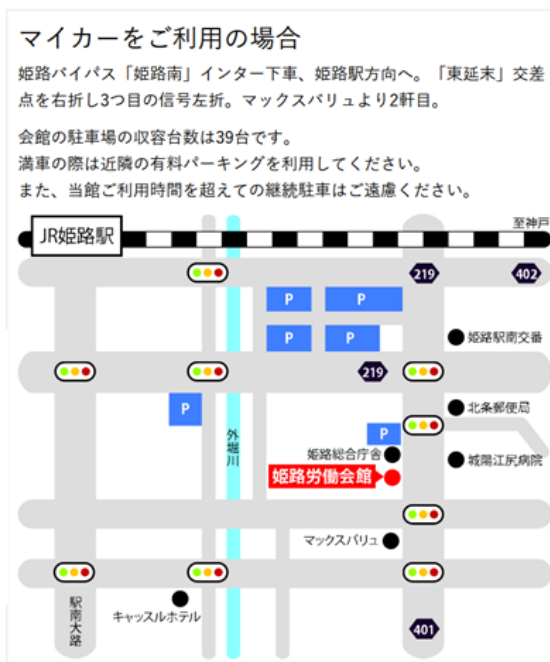 マイカーをご利用の場合
姫路バイパス「姫路南」インター下車、姫路駅方向へ。「東延末」交差
点を右折し3つ目の信号左折。マックスバリュより2軒目。
会館の駐車場の収容台数は39台です。
満車の際は近隣の有料パーキングを利用してください。
また、当館ご利用時間を超えての継続駐車はご遠慮ください。
至神戸
JR姫路駅
219
402
P
P
P
P
姫路駅南交番
219
P
北条郵便局
外堀川
P
姫路総合庁舎
城陽江尻病院
姫路労働会館
マックスバリュ
駅南大路
キャッスルホテル
401